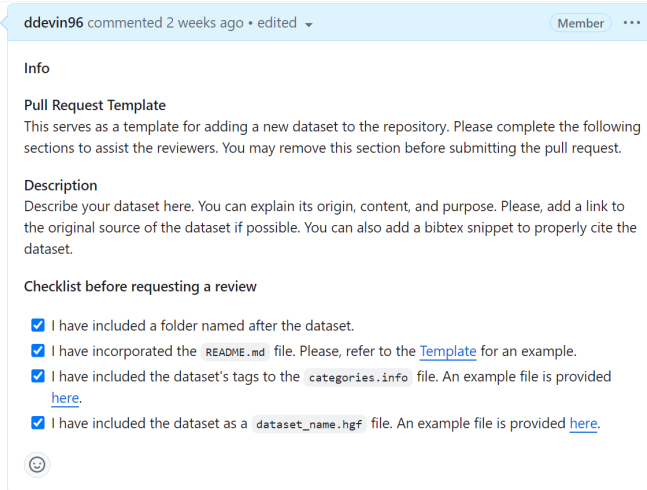 ddevin96 commented 2 weeks ago • edited
Member
Info
Pull Request Template
This serves as a template for adding a new dataset to the repository. Please complete the following
sections to assist the reviewers. You may remove this section before submitting the pull request.
Description
Describe your dataset here. You can explain its origin, content, and purpose. Please, add a link to
the original source of the dataset if possible. You can also add a bibtex snippet to properly cite the
dataset.
Checklist before requesting a review
I have included a folder named after the dataset.
I have incorporated the README.md file. Please, refer to the Template for an example.
I have included the dataset's tags to the categories.info file. An example file is provided
here.
I have included the dataset as a dataset_name.hgf file. An example file is provided here.